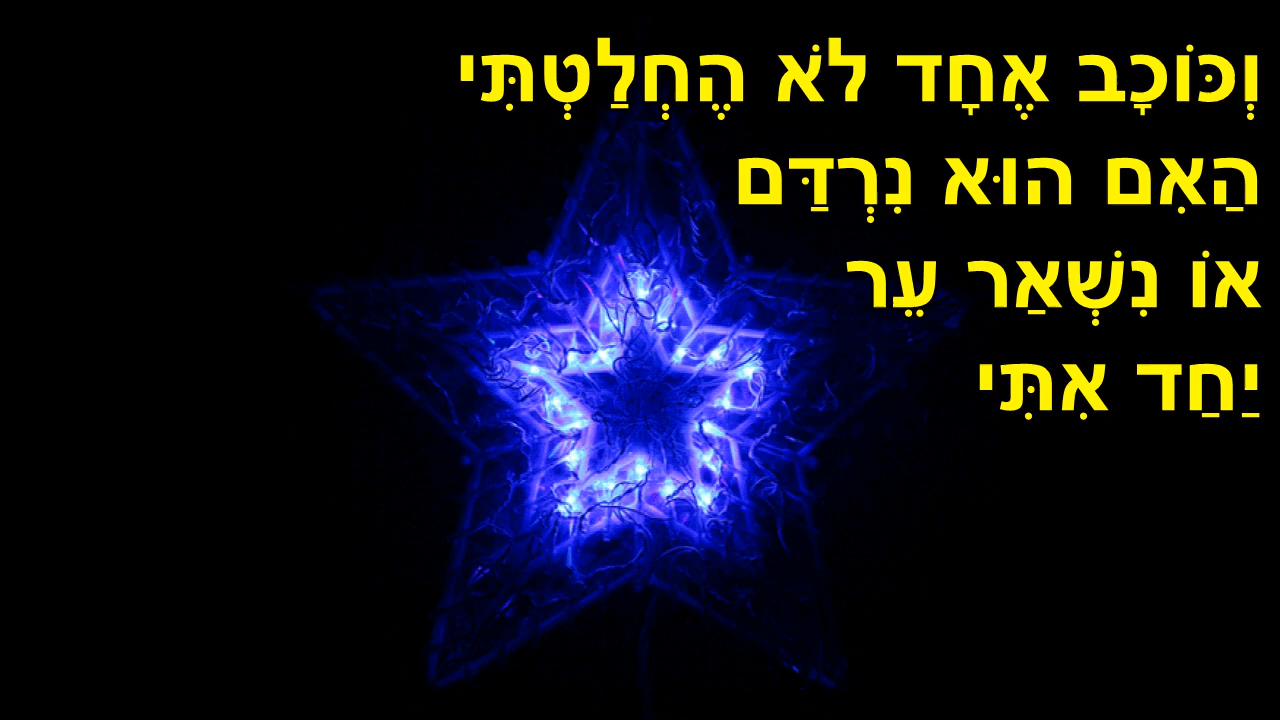 וְכּוֹכָב אֶחָד לֹא הֶחְלַטְתִּי
הַאִם הוּא נִרְדַּם
אוֹ נִשְׁאַר עֵר
יַחַד אִתִּי